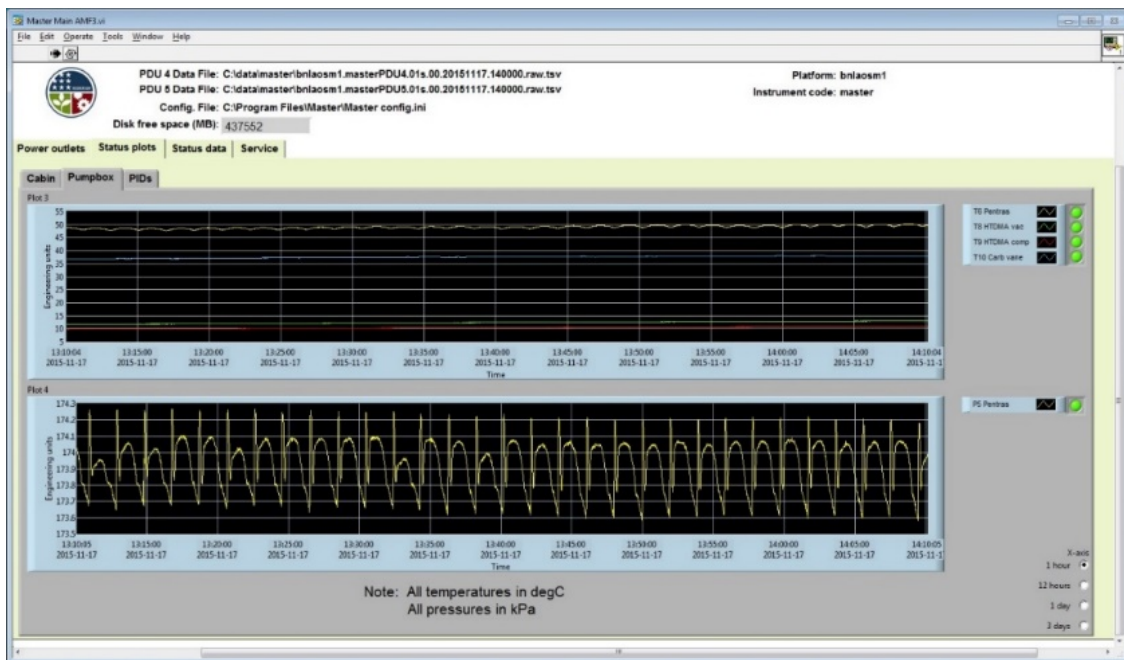 Master Main AMF3.vi
File Edit Operate Tools Window Help
PDU 4 Data File: C:\data\master\bnlaosm1.masterPDU4.01s.00.20151117.140000.raw.tsv
Platform: bnlaosm1
PDU 5 Data File: C:\data\master\bnlaosm1.masterPDU5.01s.00.20151117.140000.raw.tsv
Instrument code: master
Config. File: C:\Program Files\Master\Master config.ini
Disk free space (MB): 437552
Power outlets Status plots Status data Service
Cabin Pumpbox PIDs
Plot 3
Engineering units
55
50
45
40
35
30
25
20
15
10
5
13:10:04 13:15:00 13:20:00 13:25:00 13:30:00 13:35:00 13:40:00 13:45:00 13:50:00 13:55:00 14:00:00 14:05:00 14:10:04
2015-11-17 2015-11-17 2015-11-17 2015-11-17 2015-11-17 2015-11-17 2015-11-17 2015-11-17 2015-11-17 2015-11-17 2015-11-17 2015-11-17 2015-11-1
Time
T6 Pentras
T8 HTDMA vac
T9 HTDMA comp
T10 Carb vane
Plot 4
Engineering units
174.3
174.2
174.1
174
173.9
173.8
173.7
173.6
173.5
13:10:05 13:15:00 13:20:00 13:25:00 13:30:00 13:35:00 13:40:00 13:45:00 13:50:00 13:55:00 14:00:00 14:05:00 14:10:05
2015-11-17 2015-11-17 2015-11-17 2015-11-17 2015-11-17 2015-11-17 2015-11-17 2015-11-17 2015-11-17 2015-11-17 2015-11-17 2015-11-17 2015-11-1
Time
P5 Pentras
Note: All temperatures in degC
All pressures in kPa
X-axis
1 hour
12 hours
1 day
3 days